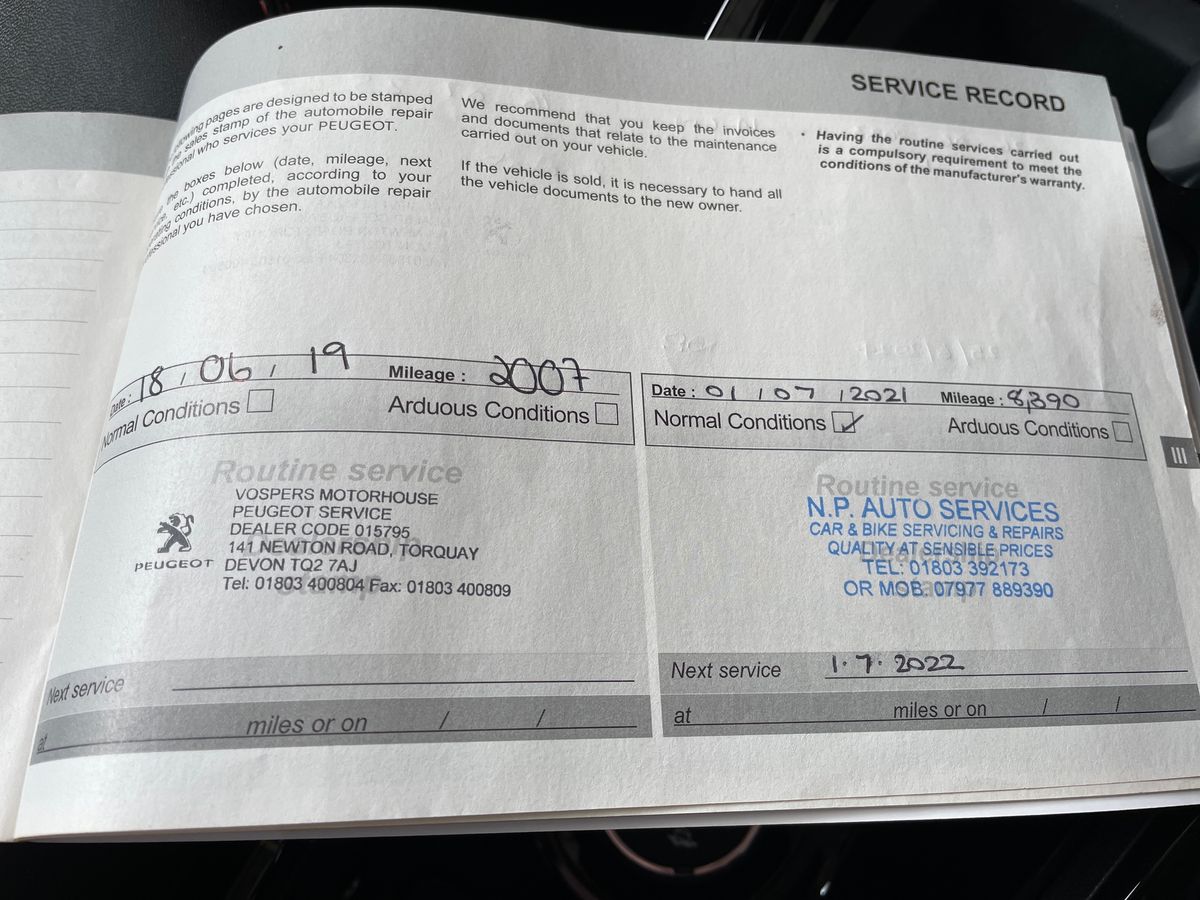 SERVICE RECORD
pages are designed to be stamped
sales stamp of the automobile repair
who services your PEUGEOT.
boxes below (date, mileage, next
etc.) completed, according to your
conditions, by the automobile repair
you have chosen.
We recommend that you keep the invoices
and documents that relate to the maintenance
carried out on your vehicle.
If the vehicle is sold, it is necessary to hand all
the vehicle documents to the new owner.
• Having the routine services carried out
is a compulsory requirement to meet the
conditions of the manufacturer's warranty.
Date : 18 / 06 / 19 Mileage : 2007
Normal Conditions Arduous Conditions
Routine service
VOSPERS MOTORHOUSE
PEUGEOT SERVICE
DEALER CODE 015795
141 NEWTON ROAD, TORQUAY
PEUGEOT DEVON TQ2 7AJ
Tel: 01803 400804 Fax: 01803 400809
Next service
at miles or on / /
Date : 01 / 07 / 2021 Mileage : 8,390
Normal Conditions ✓ Arduous Conditions
III
Routine service
N.P. AUTO SERVICES
CAR & BIKE SERVICING & REPAIRS
QUALITY AT SENSIBLE PRICES
TEL: 01803 392173
OR MOB: 07977 889390
Next service 1.7.2022
at miles or on / /